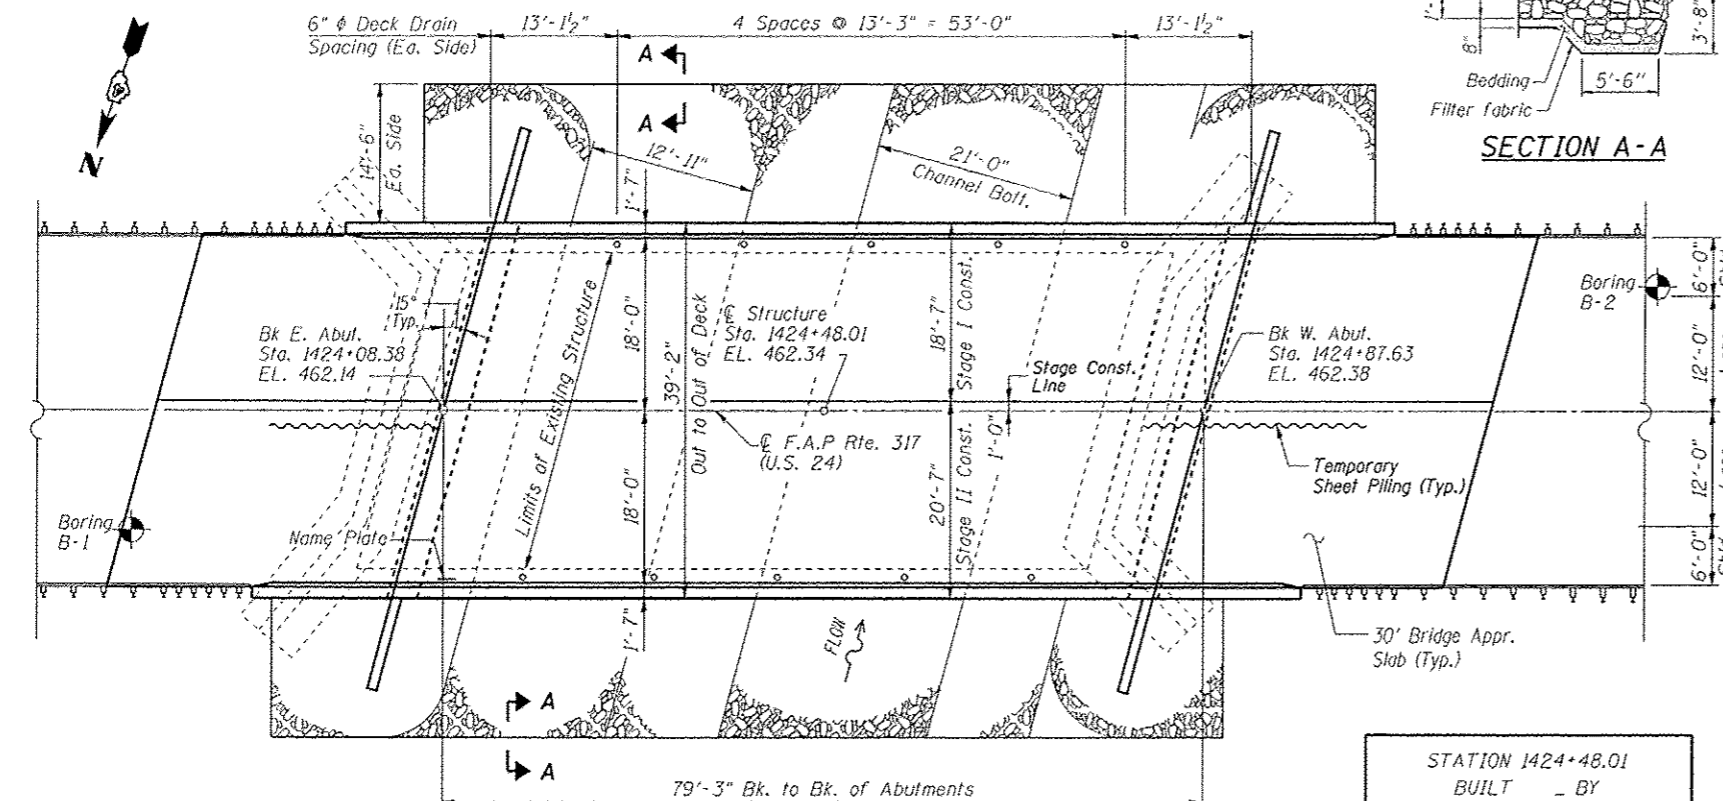 6" ϕ Deck Drain
Spacing (Ea. Side)
13'-1½"
4 Spaces @ 13'-3" = 53'-0"
13'-1½"
A
A
8"
3'-8"
Bedding
5'-6"
Filter fabric
SECTION A-A
N
14'-6"
Ea. Side
12'-11"
21'-0"
Channel Bott.
1'-7"
15°
Typ.
Bk E. Abut.
Sta. 1424+08.38
EL. 462.14
Limits of Existing Structure
18'-0"
39'-2"
Out to Out of Deck
℄ Structure
Sta. 1424+48.01
EL. 462.34
18'-7"
Stage I Const.
Stage Const.
Line
Bk W. Abut.
Sta. 1424+87.63
EL. 462.38
Boring
B-2
6'-0"
12'-0"
℄ F.A.P Rte. 317
(U.S. 24)
1'-0"
18'-0"
20'-7"
Stage II Const.
Temporary
Sheet Piling (Typ.)
12'-0"
6'-0"
Boring
B-1
Name Plate
1'-7"
FLOW
30' Bridge Appr.
Slab (Typ.)
A
A
79'-3" Bk. to Bk. of Abutments
STATION 1424+48.01
BUILT _ BY